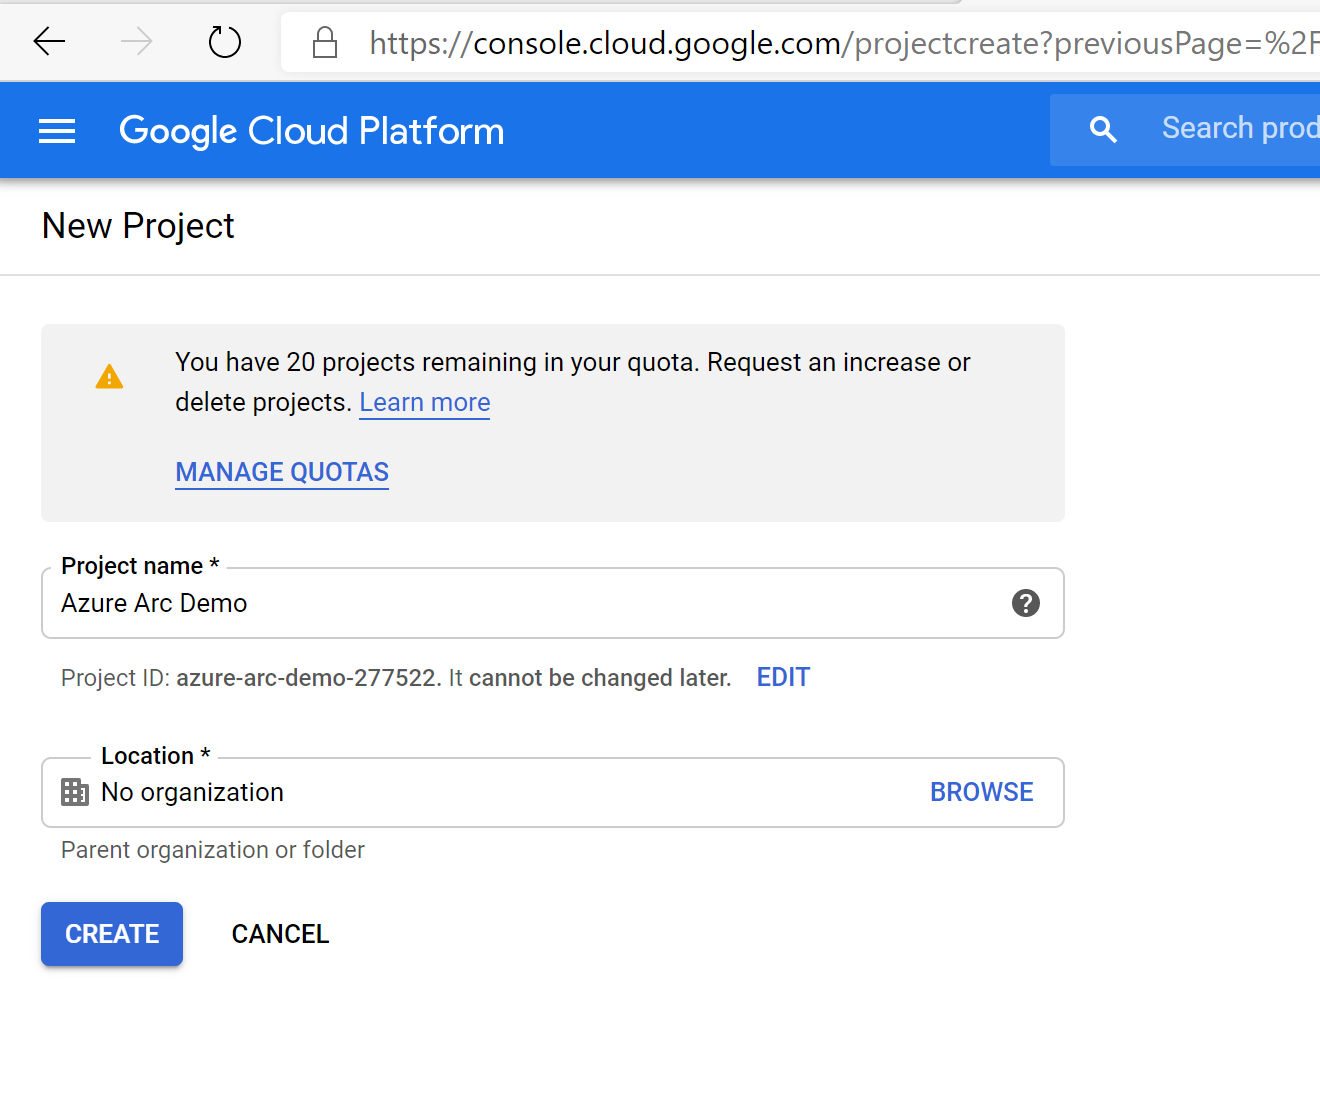 https://console.cloud.google.com/projectcreate?previousPage=%2F
Google Cloud Platform
Search prod
New Project
You have 20 projects remaining in your quota. Request an increase or
delete projects. Learn more
MANAGE QUOTAS
Project name *
Azure Arc Demo
Project ID: azure-arc-demo-277522. It cannot be changed later. EDIT
Location *
No organization BROWSE
Parent organization or folder
CREATE CANCEL